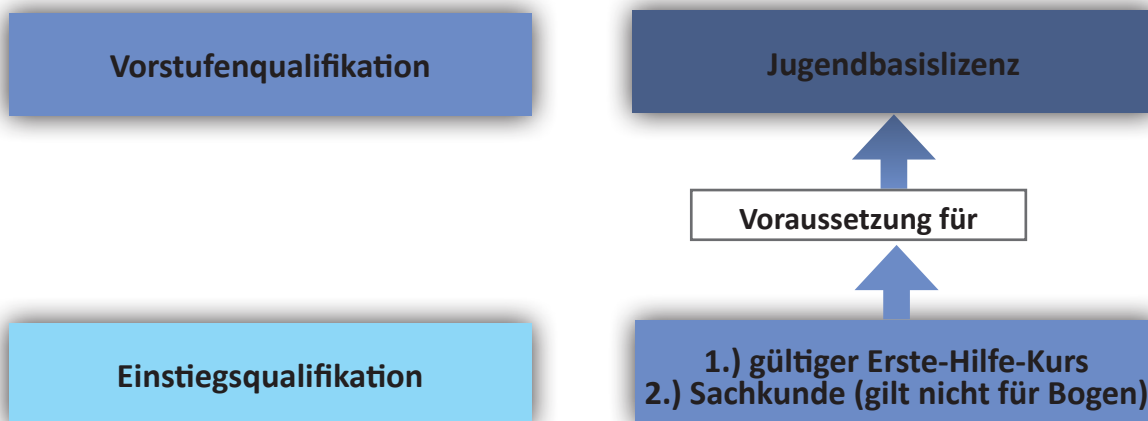 Vorstufenqualifikation
Jugendbasislizenz
Voraussetzung für
Einstiegsqualifikation
1.) gültiger Erste-Hilfe-Kurs
2.) Sachkunde (gilt nicht für Bogen)